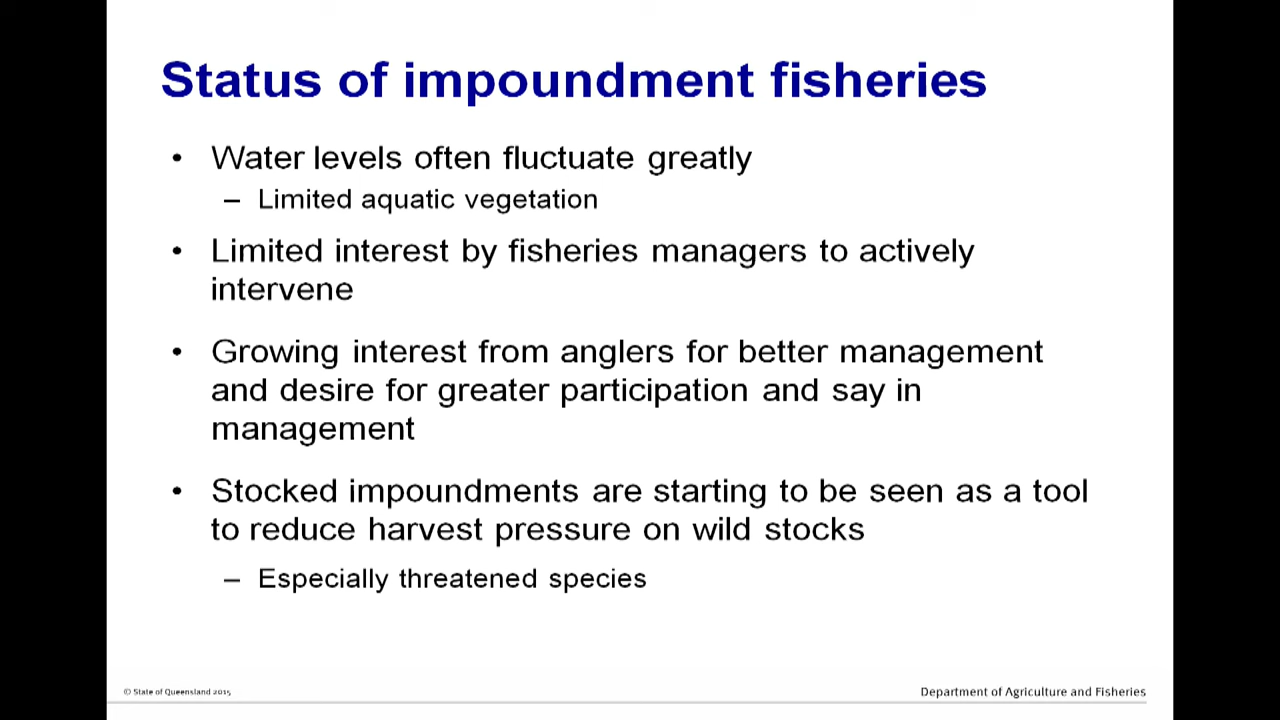 Status of impoundment fisheries
• Water levels often fluctuate greatly
– Limited aquatic vegetation
• Limited interest by fisheries managers to actively
intervene
• Growing interest from anglers for better management
and desire for greater participation and say in
management
• Stocked impoundments are starting to be seen as a tool
to reduce harvest pressure on wild stocks
– Especially threatened species
© State of Queensland 2015
Department of Agriculture and Fisheries